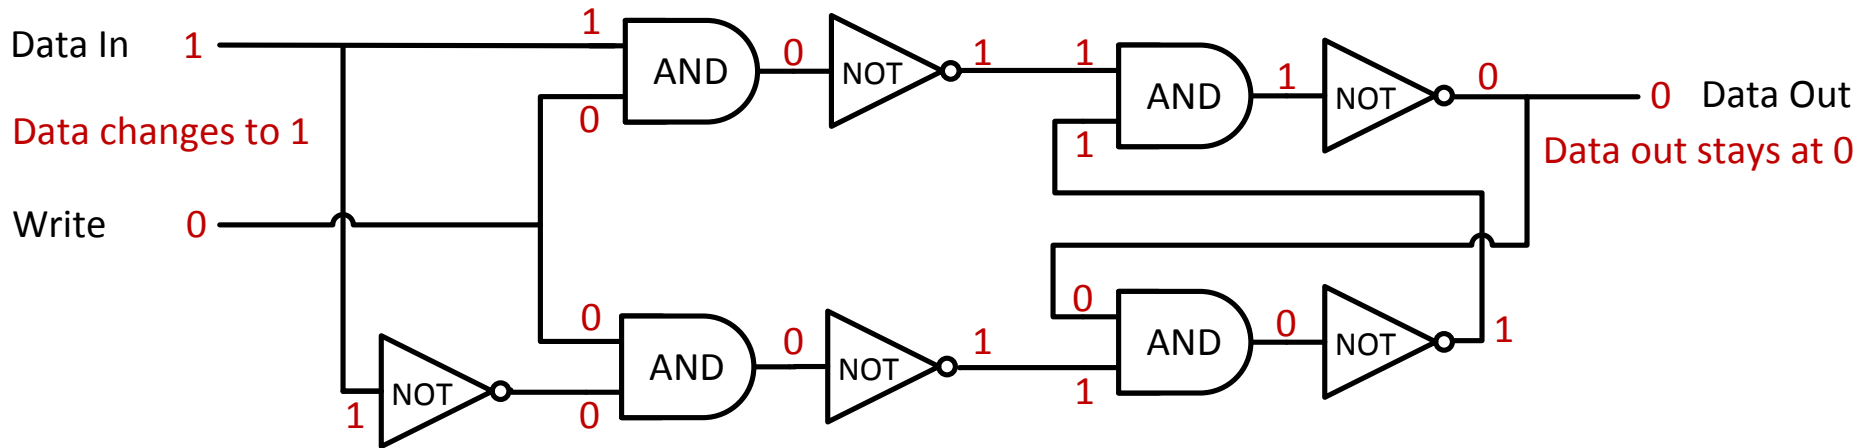 Data In 1 1 AND 0 NOT 1 1 AND 1 NOT 0 0 Data Out
0 1
Data changes to 1
Data out stays at 0
Write 0
0 AND 0 NOT 1 0 AND 0 NOT 1
1 NOT 0 1